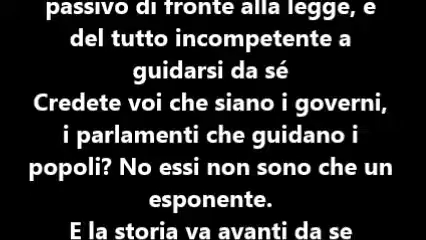 passivo di fronte alla legge, e
del tutto incompetente a
guidarsi da sé
Credete voi che siano i governi,
i parlamenti che guidano i
popoli? No essi non sono che un
esponente.
E la storia va avanti da se